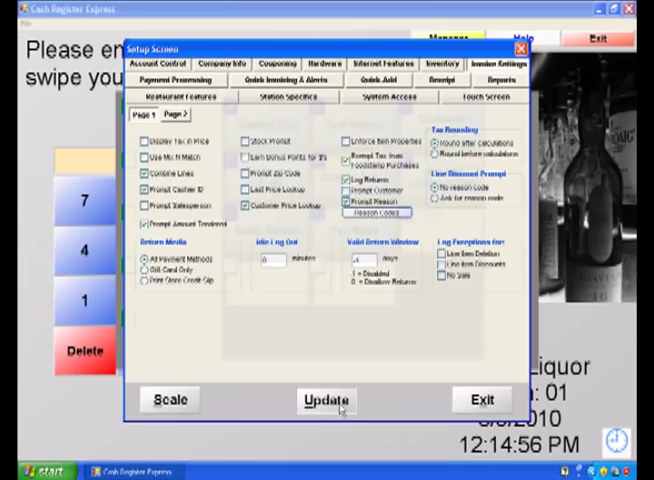 Cash Register Express
File
Manager
Help
Exit
Please en
swipe you
Setup Screen
Account Control
Company Info
Couponing
Hardware
Internet Features
Inventory
Invoice Settings
Payment Processing
Quick Invoicing & Alerts
Quick Add
Receipt
Reports
Restaurant Features
Station Specifics
System Access
Touch Screen
Page 1
Page 2
Display Tax in Price
Use Mix N Match
Combine Lines
Prompt Cashier ID
Prompt Salesperson
Prompt Amount Tendered
Stock Prompt
Earn Bonus Points for this
Prompt Zip Code
Last Price Lookup
Customer Price Lookup
Enforce Item Properties
Exempt Tax from
Foodstamp Purchases
Log Returns
Prompt Customer
Prompt Reason
Reason Codes
Tax Rounding
Round after calculations
Round before calculations
Line Discount Prompt
No reason code
Ask for reason code
Return Media
All Payment Methods
Gift Card Only
Print Store Credit Slip
Idle Log Out
0 minutes
Valid Return Window
-1 days
-1 = Disabled
0 = Disallow Returns
Log Exceptions for:
Line Item Deletion
Line Item Discounts
No Sale
7
4
1
Delete
Scale
Update
Exit
Liquor
: 01
2010
12:14:56 PM
start
Cash Register Express